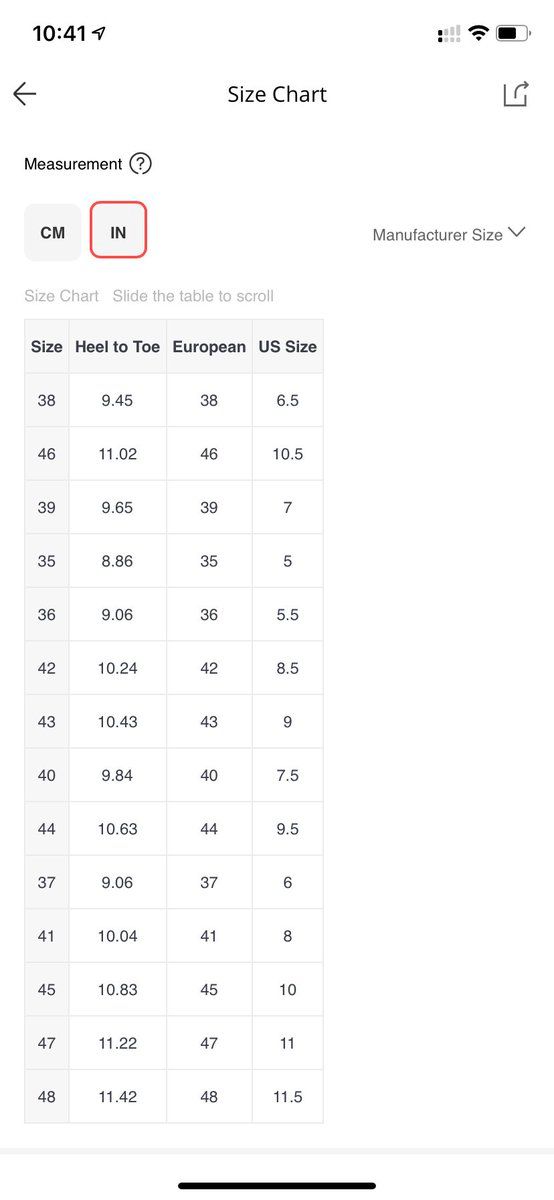 10:41
Size Chart
Measurement ?
CM IN Manufacturer Size
Size Chart Slide the table to scroll
Size Heel to Toe European US Size
38 9.45 38 6.5
46 11.02 46 10.5
39 9.65 39 7
35 8.86 35 5
36 9.06 36 5.5
42 10.24 42 8.5
43 10.43 43 9
40 9.84 40 7.5
44 10.63 44 9.5
37 9.06 37 6
41 10.04 41 8
45 10.83 45 10
47 11.22 47 11
48 11.42 48 11.5